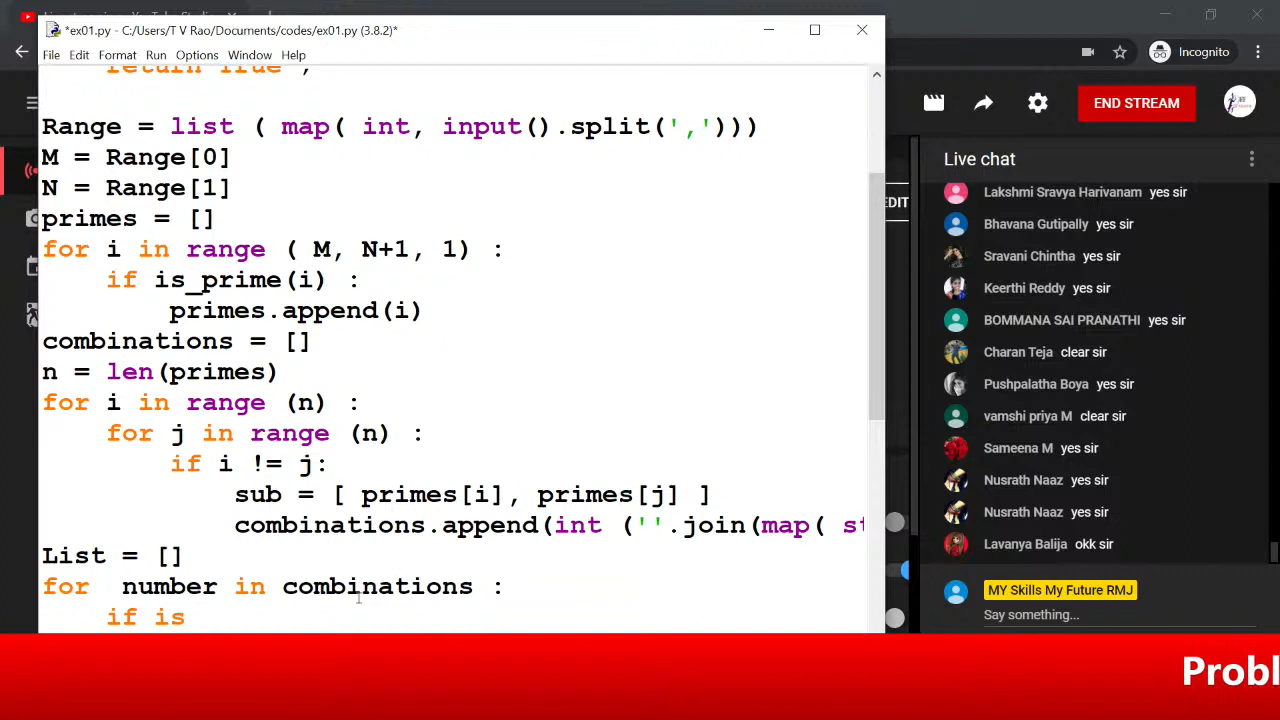 *ex01.py - C:/Users/T V Rao/Documents/codes/ex01.py (3.8.2)*
File Edit Format Run Options Window Help
return True ;
Range = list ( map( int, input().split(',')))
M = Range[0]
N = Range[1]
primes = []
for i in range ( M, N+1, 1) :
if is_prime(i) :
primes.append(i)
combinations = []
n = len(primes)
for i in range (n) :
for j in range (n) :
if i != j:
sub = [ primes[i], primes[j] ]
combinations.append(int (''.join(map( st
List = []
for number in combinations :
if is
Incognito
END STREAM
EDIT
Live chat
Lakshmi Sravya Harivanam yes sir
Bhavana Gutipally yes sir
Sravani Chintha yes sir
Keerthi Reddy yes sir
BOMMANA SAI PRANATHI yes sir
Charan Teja clear sir
Pushpalatha Boya yes sir
vamshi priya M clear sir
Sameena M yes sir
Nusrath Naaz yes sir
Nusrath Naaz yes sir
Lavanya Balija okk sir
MY Skills My Future RMJ
Say something...
Probl